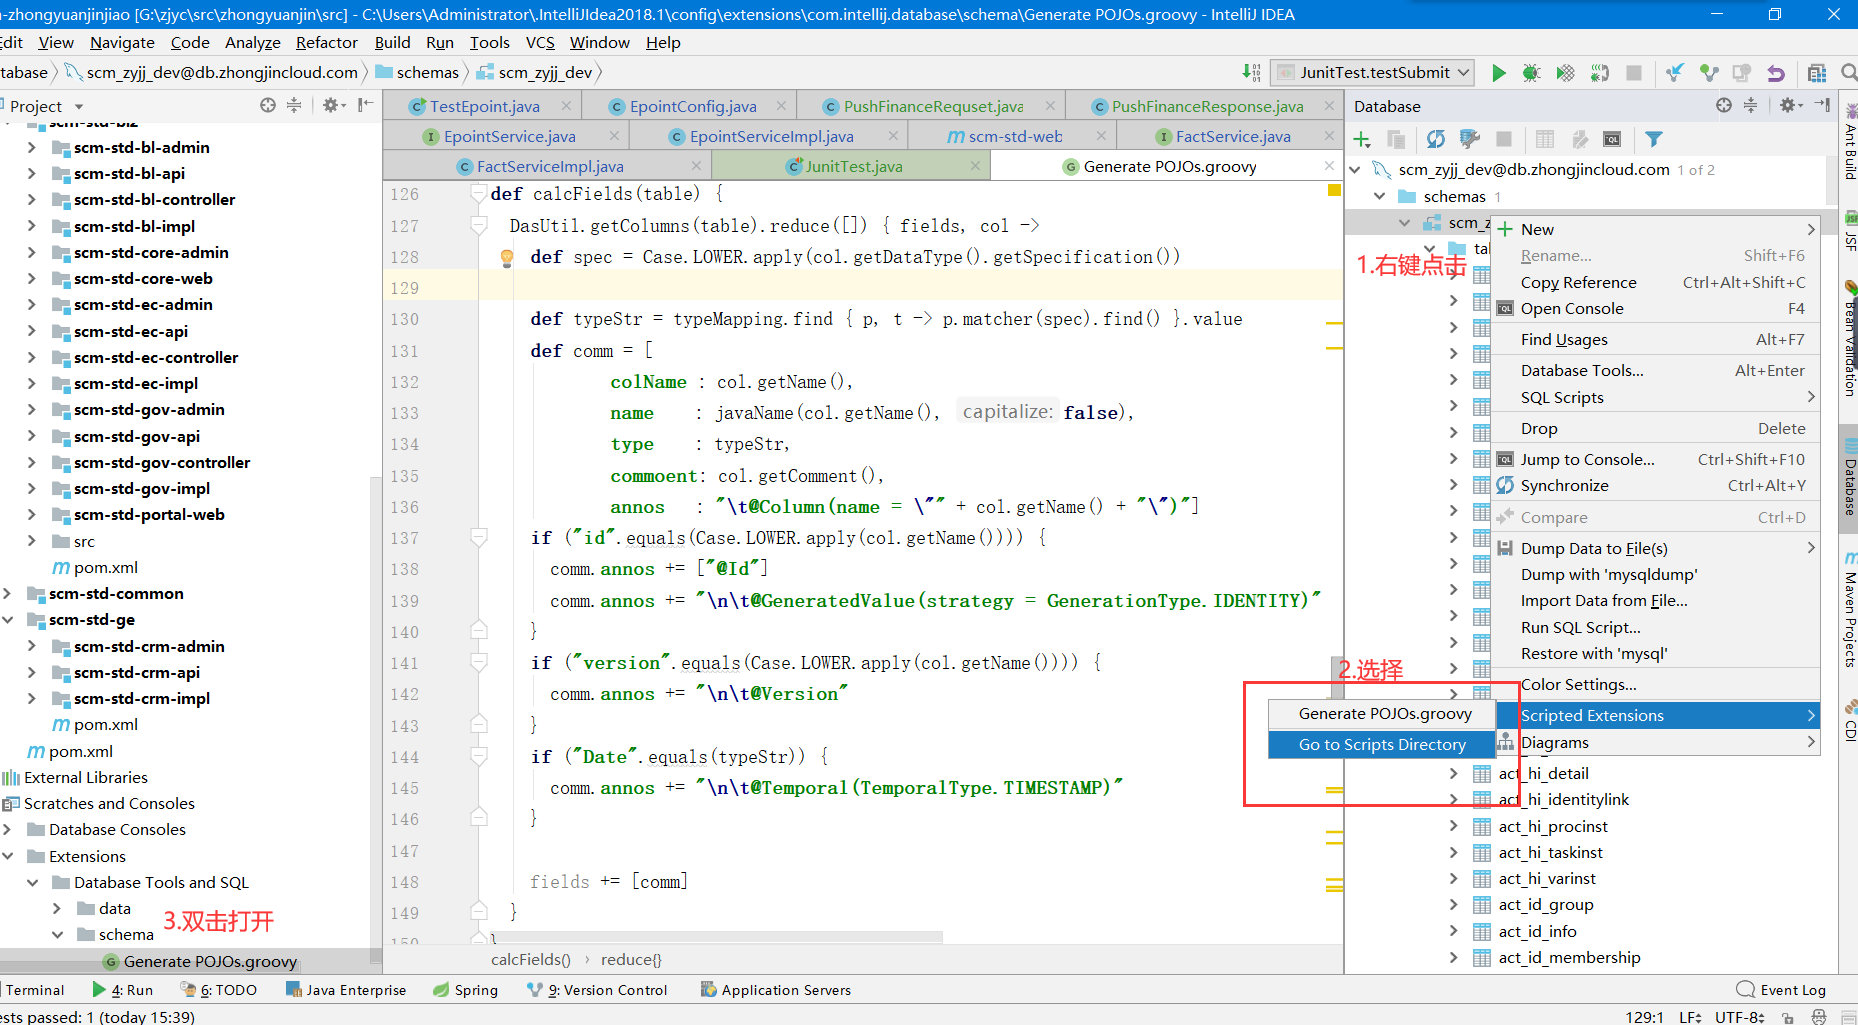 -zhongyuanjinjiao [G:\zjyc\src\zhongyuanjin\src] - C:\Users\Administrator\.IntelliJIdea2018.1\config\extensions\com.intellij.database\schema\Generate POJOs.groovy - IntelliJ IDEA
Edit View Navigate Code Analyze Refactor Build Run Tools VCS Window Help
tabase scm_zyjj_dev@db.zhongjincloud.com schemas scm_zyjj_dev JunitTest.testSubmit
Project
scm-std-biz
scm-std-bl-admin
scm-std-bl-api
scm-std-bl-controller
scm-std-bl-impl
scm-std-core-admin
scm-std-core-web
scm-std-ec-admin
scm-std-ec-api
scm-std-ec-controller
scm-std-ec-impl
scm-std-gov-admin
scm-std-gov-api
scm-std-gov-controller
scm-std-gov-impl
scm-std-portal-web
src
pom.xml
scm-std-common
scm-std-ge
scm-std-crm-admin
scm-std-crm-api
scm-std-crm-impl
pom.xml
pom.xml
External Libraries
Scratches and Consoles
Database Consoles
Extensions
Database Tools and SQL
data
schema
3.双击打开
Generate POJOs.groovy
TestEpoint.java EpointConfig.java PushFinanceRequset.java PushFinanceResponse.java
EpointService.java EpointServiceImpl.java scm-std-web FactService.java
FactServiceImpl.java JunitTest.java Generate POJOs.groovy
126 def calcFields(table) {
127 DasUtil.getColumns(table).reduce([]) { fields, col ->
128 def spec = Case.LOWER.apply(col.getDataType().getSpecification())
129
130 def typeStr = typeMapping.find { p, t -> p.matcher(spec).find() }.value
131 def comm = [
132 colName : col.getName(),
133 name : javaName(col.getName(), capitalize: false),
134 type : typeStr,
135 commoent: col.getComment(),
136 annos : "\t@Column(name = \"" + col.getName() + "\")"]
137 if ("id".equals(Case.LOWER.apply(col.getName()))) {
138 comm.annos += ["@Id"]
139 comm.annos += "\n\t@GeneratedValue(strategy = GenerationType.IDENTITY)"
140 }
141 if ("version".equals(Case.LOWER.apply(col.getName()))) {
142 comm.annos += "\n\t@Version"
143 }
144 if ("Date".equals(typeStr)) {
145 comm.annos += "\n\t@Temporal(TemporalType.TIMESTAMP)"
146 }
147
148 fields += [comm]
149 }
150 }
calcFields() reduce{}
Database
scm_zyjj_dev@db.zhongjincloud.com 1 of 2
schemas 1
scm_z
tal
1.右键点击
New
Rename... Shift+F6
Copy Reference Ctrl+Alt+Shift+C
Open Console F4
Find Usages Alt+F7
Database Tools... Alt+Enter
SQL Scripts
Drop Delete
Jump to Console... Ctrl+Shift+F10
Synchronize Ctrl+Alt+Y
Compare Ctrl+D
Dump Data to File(s)
Dump with 'mysqldump'
Import Data from File...
Run SQL Script...
Restore with 'mysql'
Color Settings...
Scripted Extensions
Diagrams
2.选择
Generate POJOs.groovy
Go to Scripts Directory
act_hi_detail
act_hi_identitylink
act_hi_procinst
act_hi_taskinst
act_hi_varinst
act_id_group
act_id_info
act_id_membership
Ant Build
JSF
Bean Validation
Database
Maven Projects
CDI
Terminal 4: Run 6: TODO Java Enterprise Spring 9: Version Control Application Servers Event Log
ests passed: 1 (today 15:39) 129:1 LF UTF-8